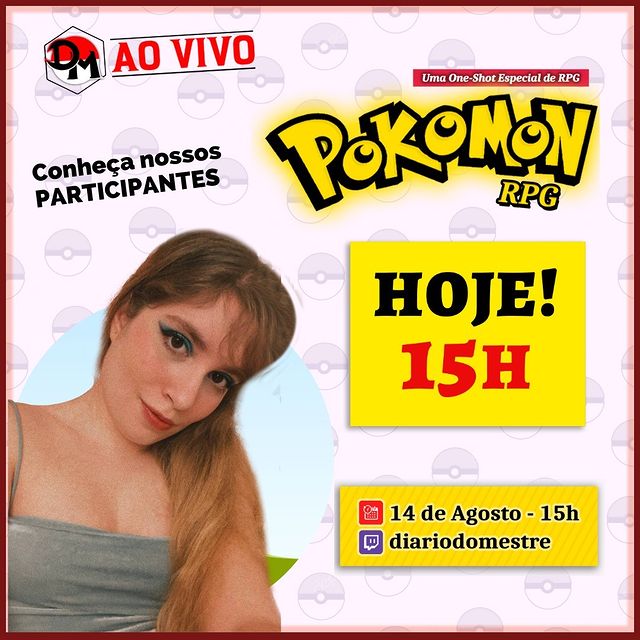 DM AO VIVO
Uma One-Shot Especial de RPG
POKOMON
RPG
Conheça nossos
PARTICIPANTES
HOJE!
15H
14 de Agosto - 15h
diariodomestre